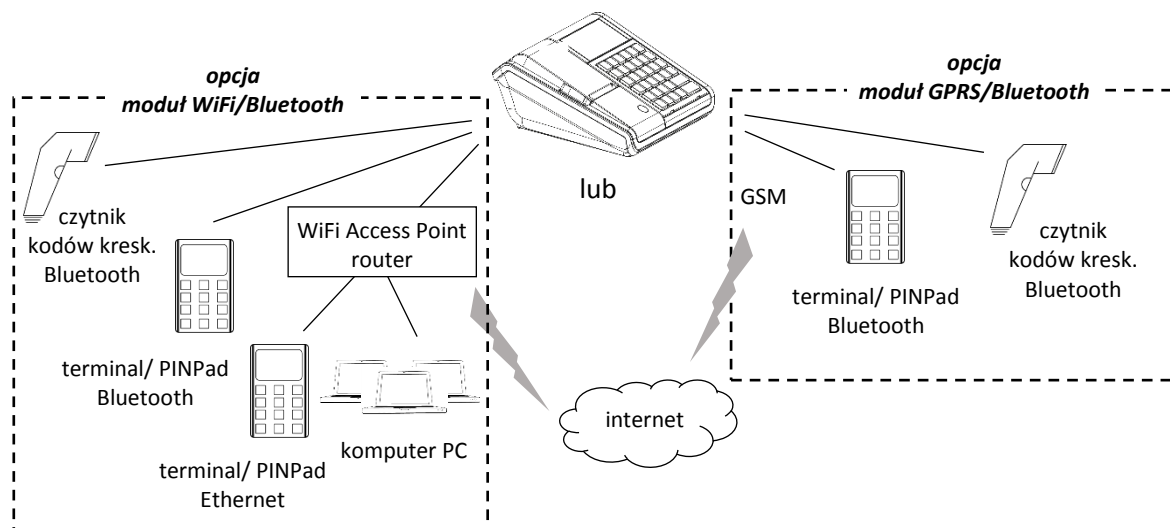 opcja
moduł WiFi/Bluetooth
czytnik
kodów kresk.
Bluetooth
WiFi Access Point
router
terminal/ PINPad
Bluetooth
terminal/ PINPad
Ethernet
komputer PC
lub
internet
opcja
moduł GPRS/Bluetooth
GSM
terminal/ PINPad
Bluetooth
czytnik
kodów kresk.
Bluetooth